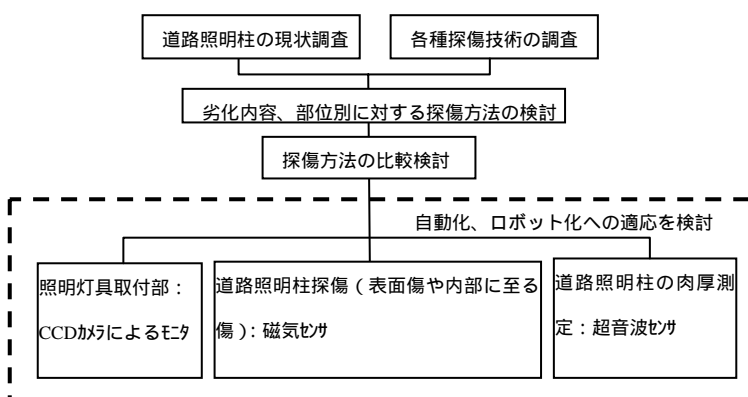 道路照明柱の現状調査
各種探傷技術の調査
劣化内容、部位別に対する探傷方法の検討
探傷方法の比較検討
自動化、ロボット化への適応を検討
照明灯具取付部：
CCDカメラによるモニタ
道路照明柱探傷（表面傷や内部に至る
傷）：磁気センサ
道路照明柱の肉厚測
定：超音波センサ